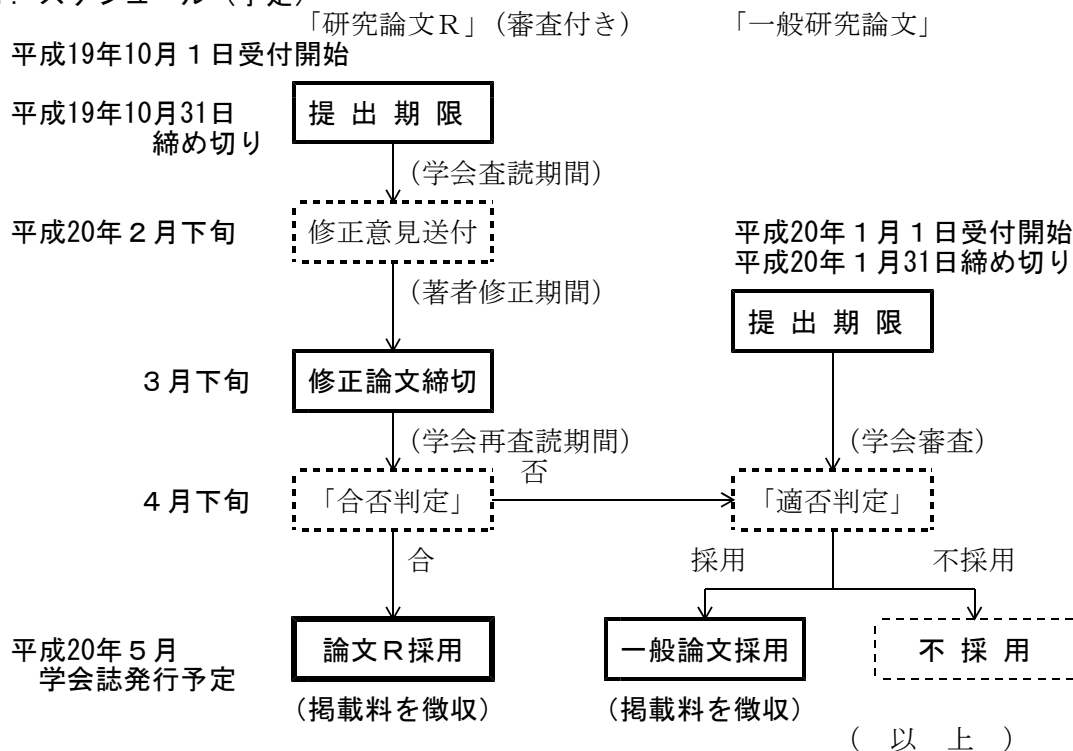 スケジュール（予定）
「研究論文Ｒ」（審査付き）
「一般研究論文」
平成19年10月１日受付開始
平成19年10月31日
締め切り
提 出 期 限
(学会査読期間)
平成20年２月下旬
修正意見送付
平成20年１月１日受付開始
平成20年１月31日締め切り
(著者修正期間)
提 出 期 限
３月下旬
修正論文締切
(学会再査読期間)
(学会審査)
否
４月下旬
「合否判定」
「適否判定」
合
採用
不採用
平成20年５月
学会誌発行予定
論文Ｒ採用
一般論文採用
不 採 用
(掲載料を徴収)
(掲載料を徴収)
( 以 上 )